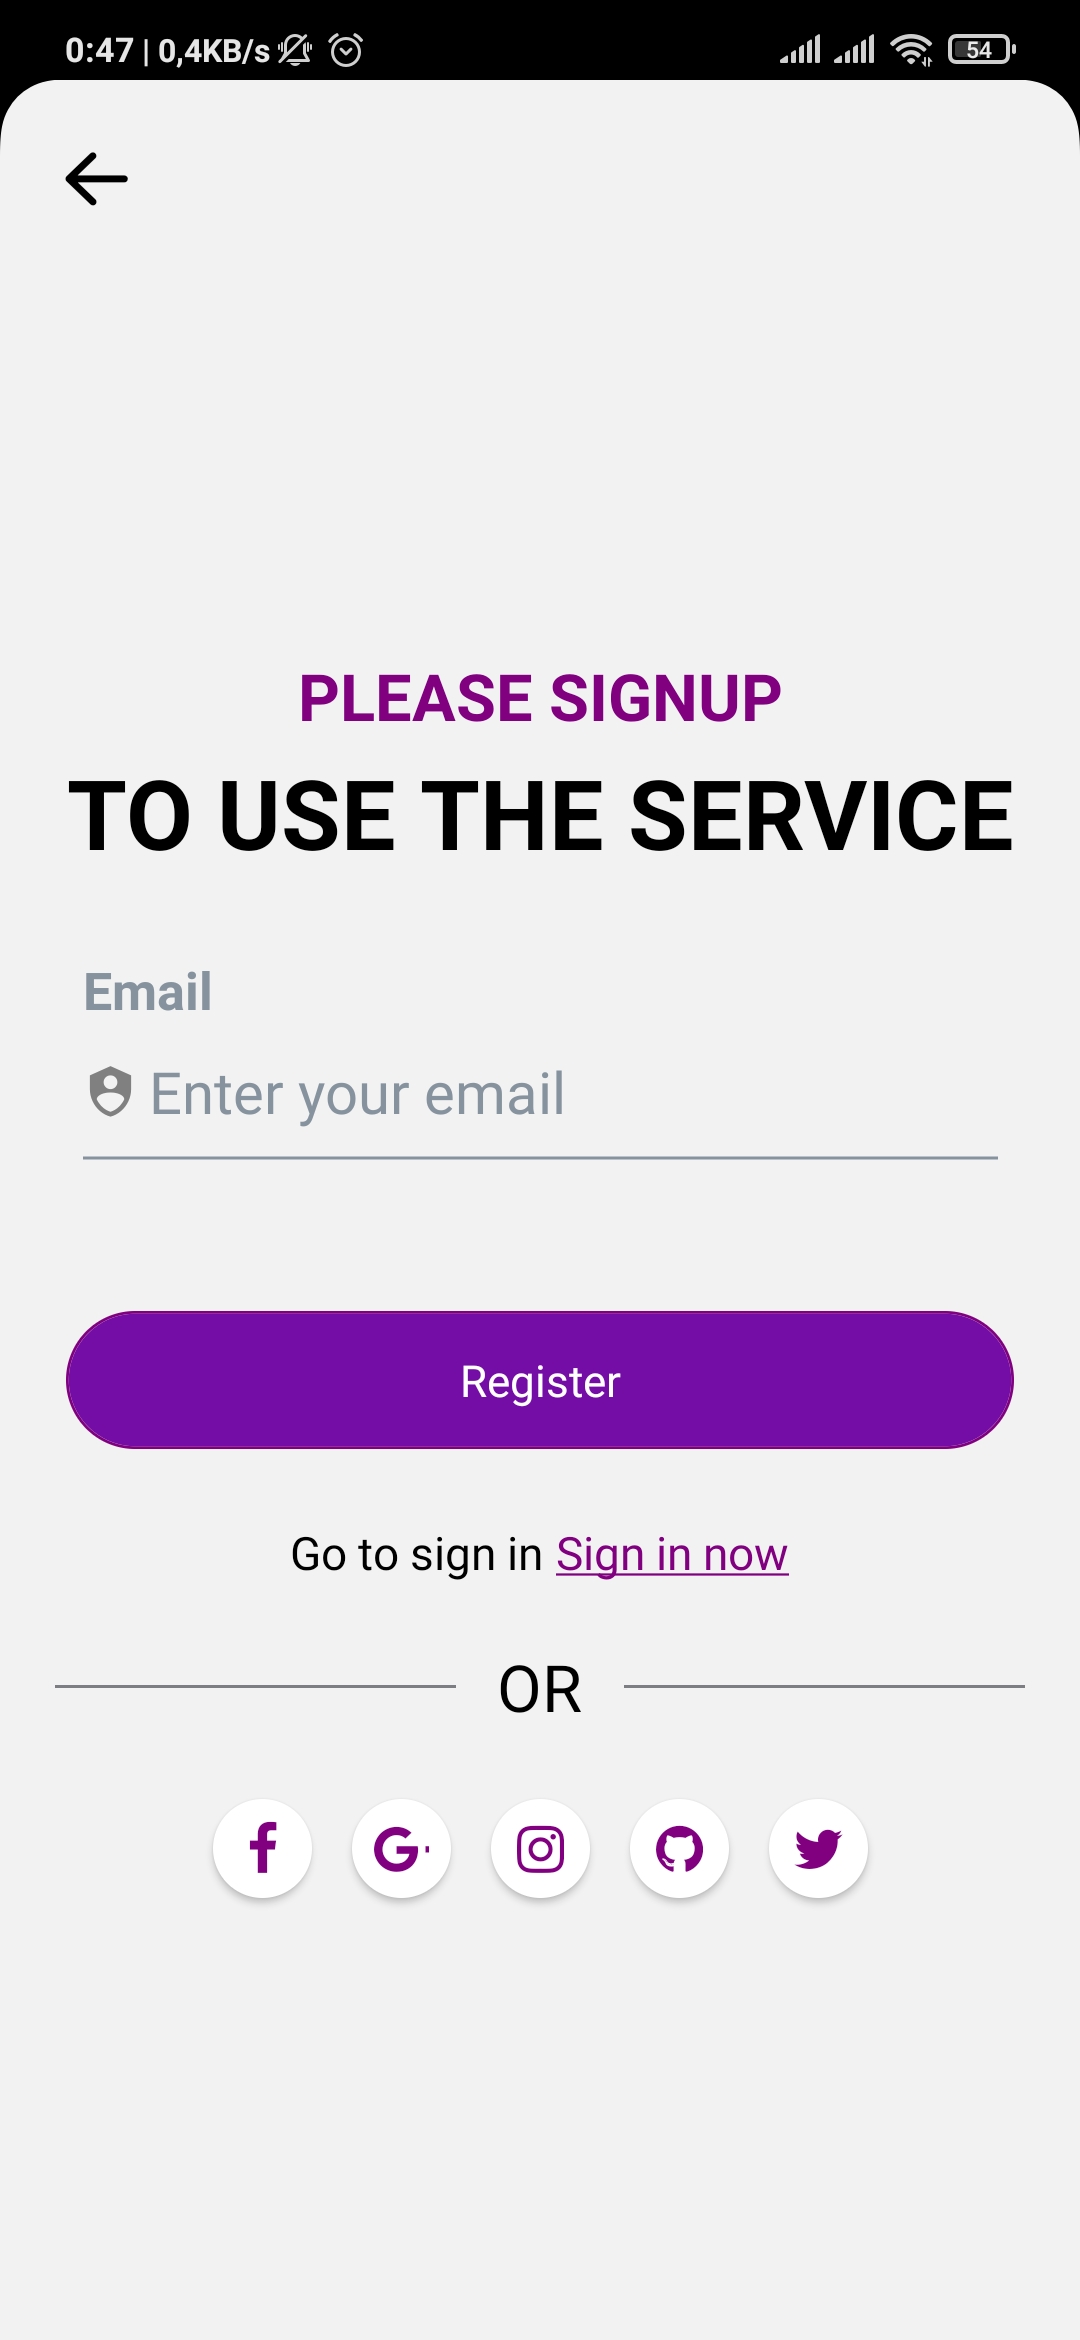 0:47 | 0,4KB/s 54
PLEASE SIGNUP
TO USE THE SERVICE
Email
Enter your email
Register
Go to sign in Sign in now
OR